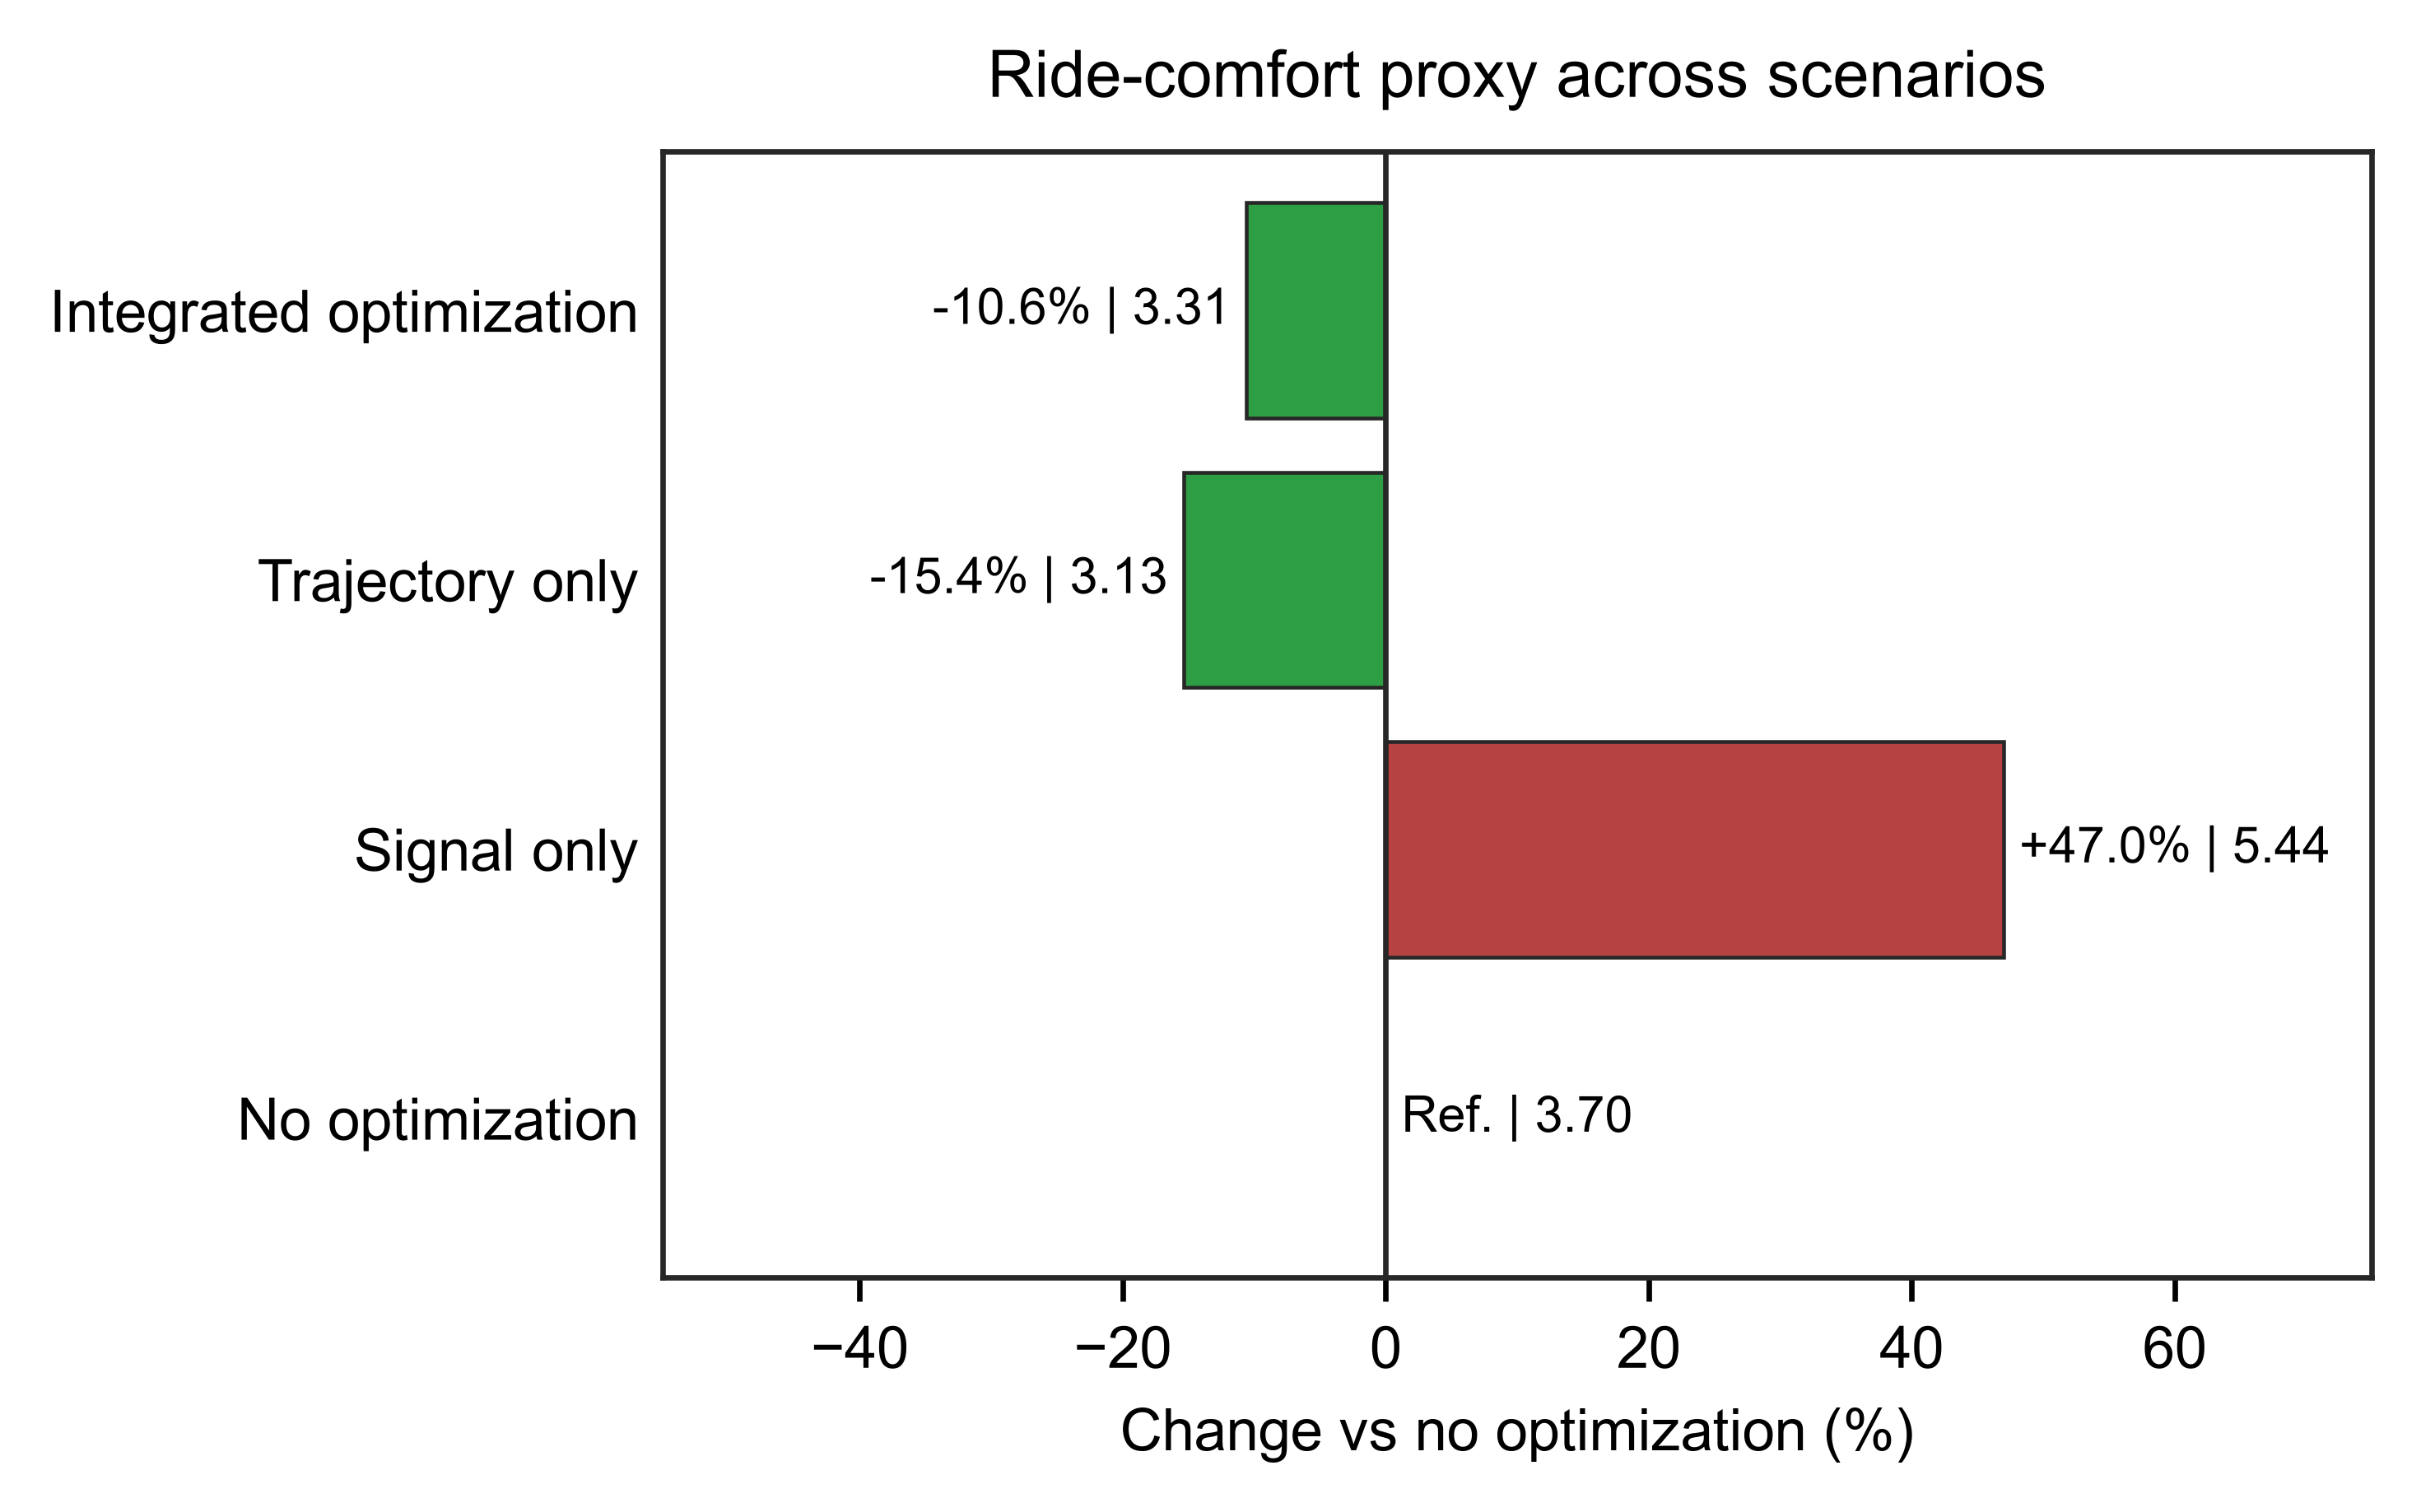 Ride-comfort proxy across scenarios
Integrated optimization
-10.6% | 3.31
Trajectory only
-15.4% | 3.13
Signal only
+47.0% | 5.44
No optimization
Ref. | 3.70
−40 −20 0 20 40 60
Change vs no optimization (%)